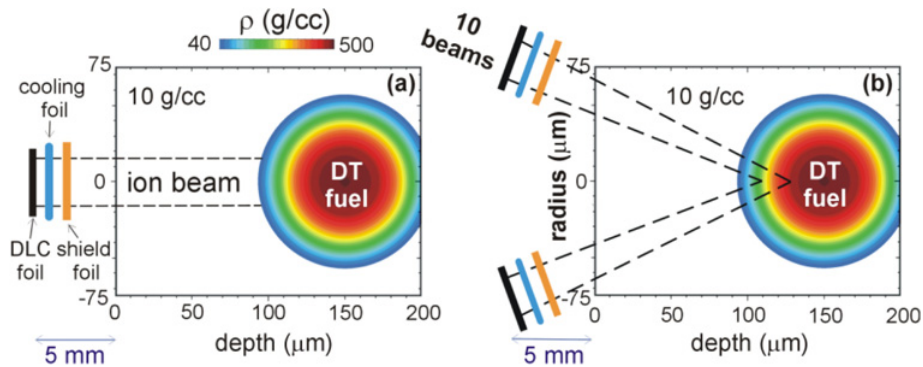 ρ (g/cc)
40
500
75
10 g/cc
(a)
cooling
foil
0
ion beam
DT
fuel
DLC
foil
shield
foil
-75
0
50
100
150
200
depth (μm)
5 mm
10
beams
75
10 g/cc
(b)
radius (μm)
0
DT
fuel
-75
0
50
100
150
200
depth (μm)
5 mm